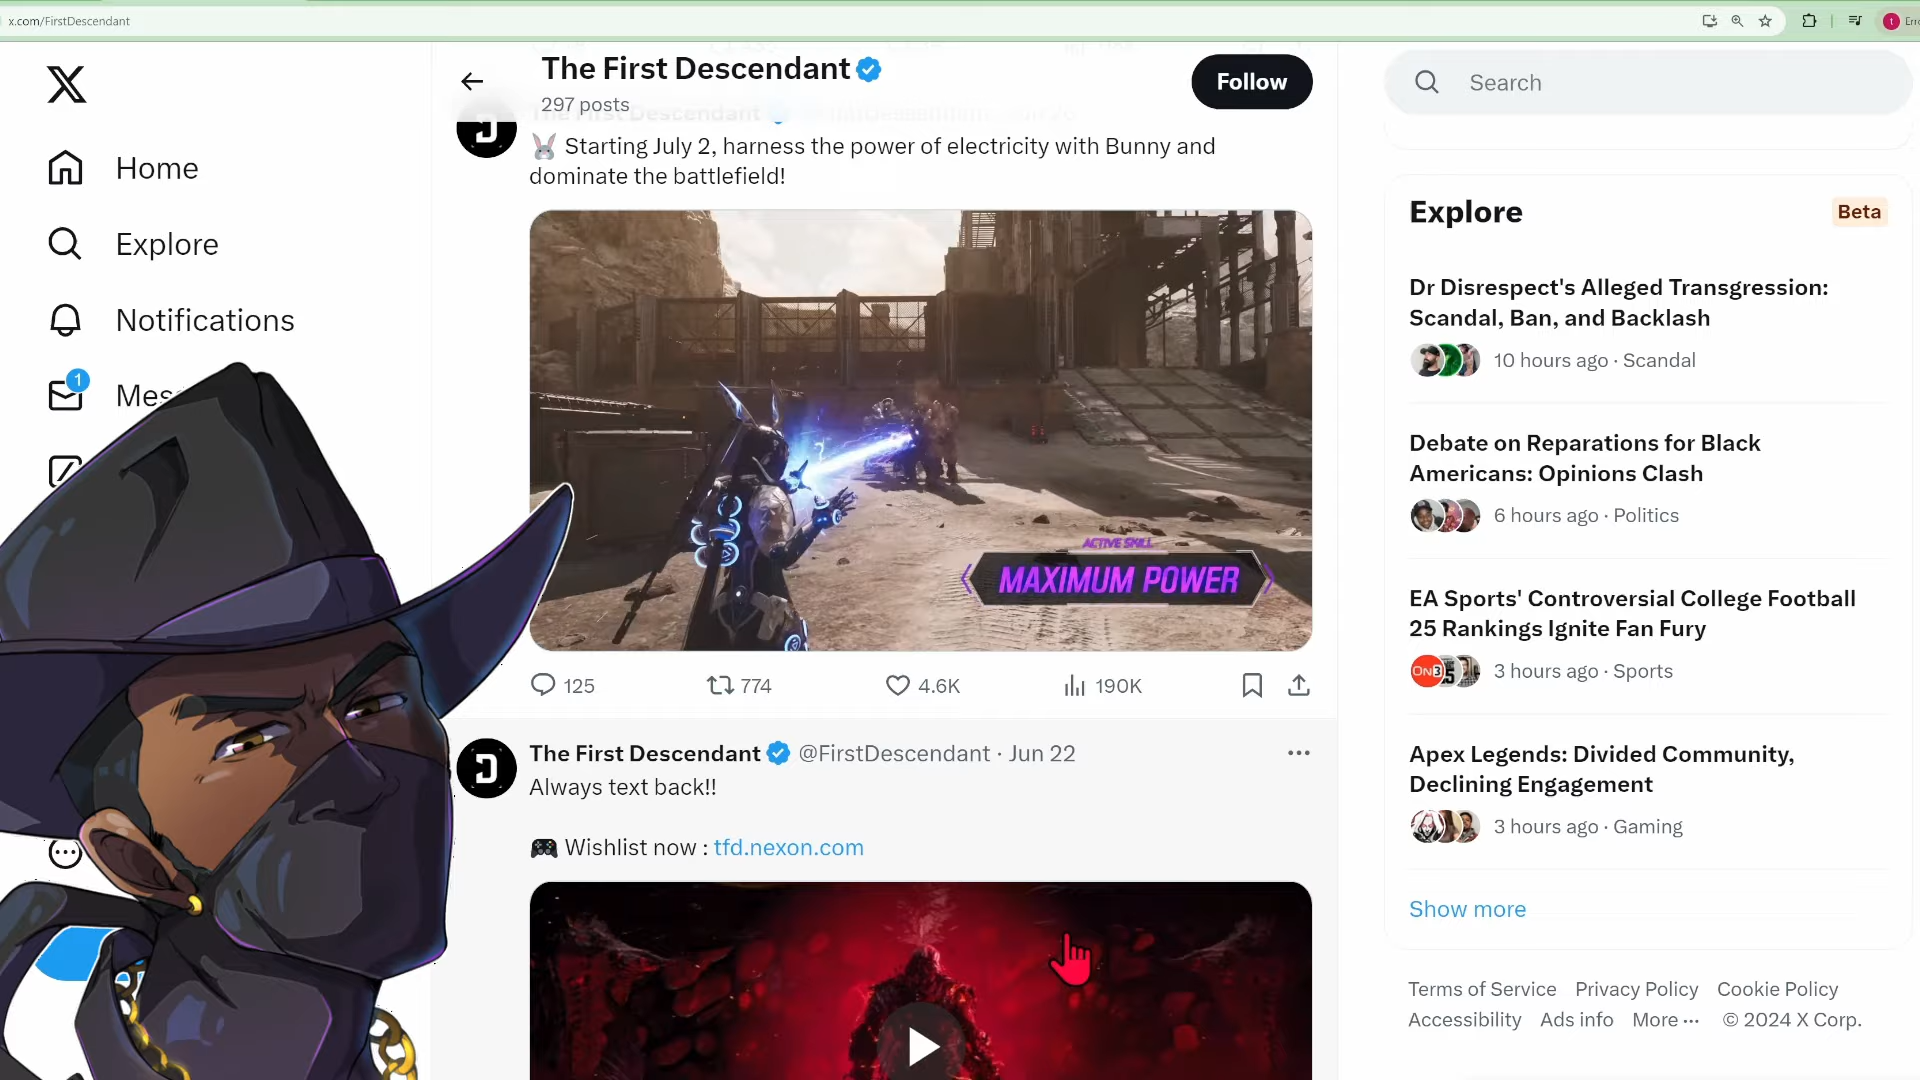 x.com/FirstDescendant
The First Descendant
297 posts
Follow
Search
Home
Explore
Notifications
1
🐰 Starting July 2, harness the power of electricity with Bunny and
dominate the battlefield!
ACTIVE SKILL
MAXIMUM POWER
125
774
4.6K
190K
The First Descendant @FirstDescendant · Jun 22
Always text back!!
🎮 Wishlist now : tfd.nexon.com
Explore
Beta
Dr Disrespect's Alleged Transgression:
Scandal, Ban, and Backlash
10 hours ago · Scandal
Debate on Reparations for Black
Americans: Opinions Clash
6 hours ago · Politics
EA Sports' Controversial College Football
25 Rankings Ignite Fan Fury
ON3
3 hours ago · Sports
Apex Legends: Divided Community,
Declining Engagement
3 hours ago · Gaming
Show more
Terms of Service Privacy Policy Cookie Policy
Accessibility Ads info More ··· © 2024 X Corp.